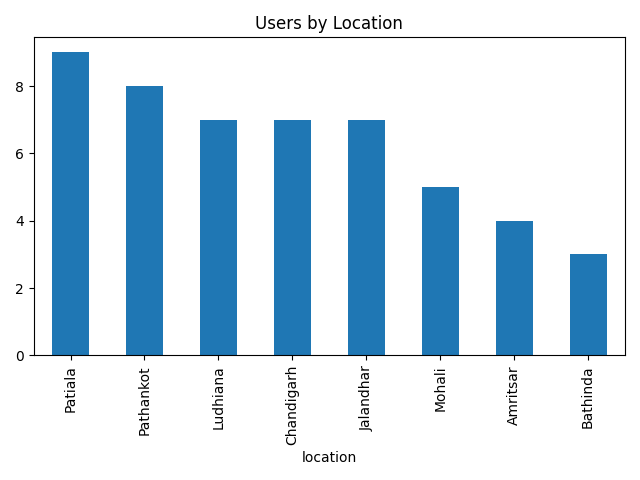 Users by Location
8
6
4
2
0
Patiala
Pathankot
Ludhiana
Chandigarh
Jalandhar
Mohali
Amritsar
Bathinda
location